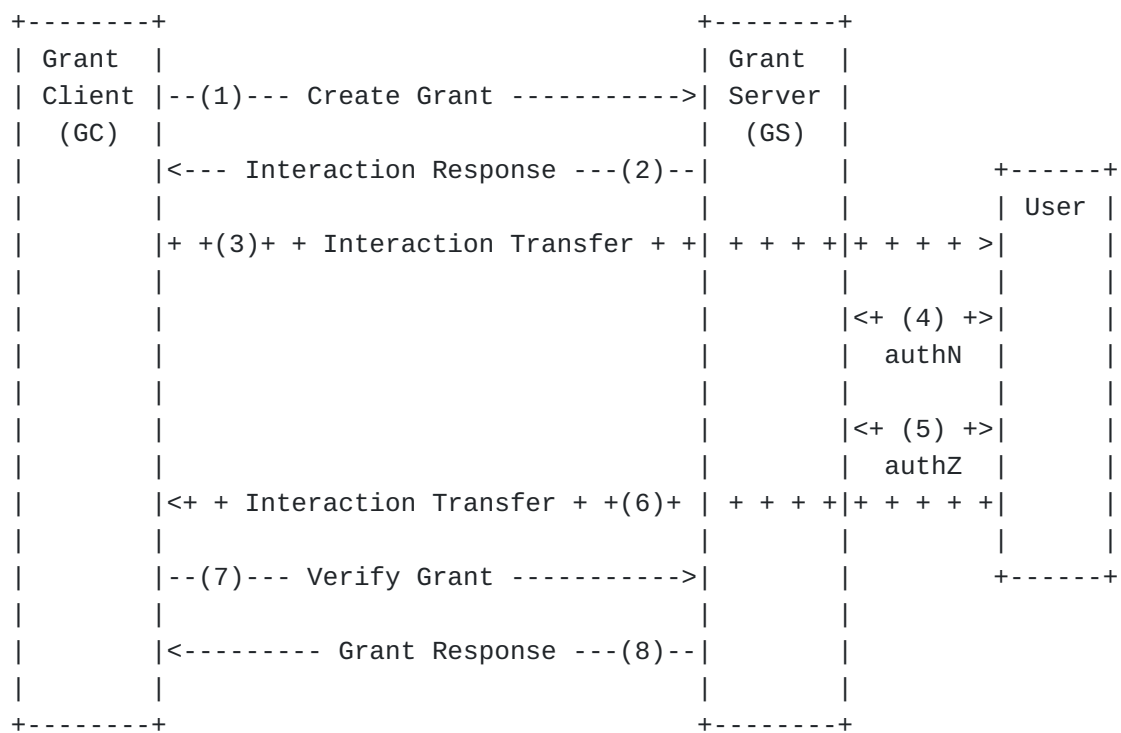 +--------+                                  +--------+
| Grant  |                                  | Grant  |
| Client |--(1)--- Create Grant ----------->| Server |
|  (GC)  |                                  |  (GS)  |
|        |<--- Interaction Response ---(2)--|        |         +------+
|        |                                  |        |         | User |
|        |+ +(3)+ + Interaction Transfer + +| + + + +|+ + + + >|      |
|        |                                  |        |         |      |
|        |                                  |        |<+ (4) +>|      |
|        |                                  |        |  authN  |      |
|        |                                  |        |         |      |
|        |                                  |        |<+ (5) +>|      |
|        |                                  |        |  authZ  |      |
|        |<+ + Interaction Transfer + +(6)+ | + + + +|+ + + + +|      |
|        |                                  |        |         |      |
|        |--(7)--- Verify Grant ----------->|        |         +------+
|        |                                  |        |
|        |<--------- Grant Response ---(8)--|        |
|        |                                  |        |
+--------+                                  +--------+